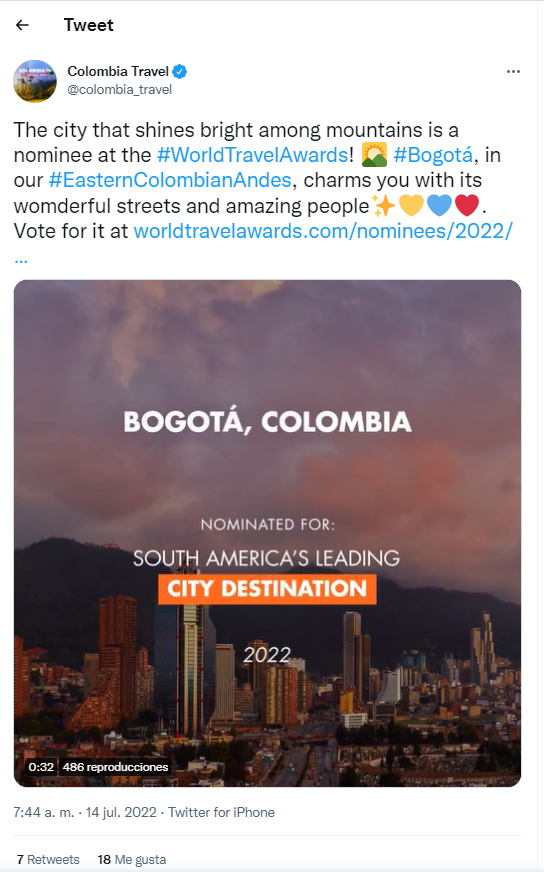 Tweet
Colombia Travel
@colombia_travel
The city that shines bright among mountains is a
nominee at the #WorldTravelAwards! 🌄 #Bogotá, in
our #EasternColombianAndes, charms you with its
womderful streets and amazing people✨💛💙❤️.
Vote for it at worldtravelawards.com/nominees/2022/
…
BOGOTÁ, COLOMBIA
NOMINATED FOR:
SOUTH AMERICA'S LEADING
CITY DESTINATION
2022
0:32 486 reproducciones
7:44 a. m. · 14 jul. 2022 · Twitter for iPhone
7 Retweets 18 Me gusta